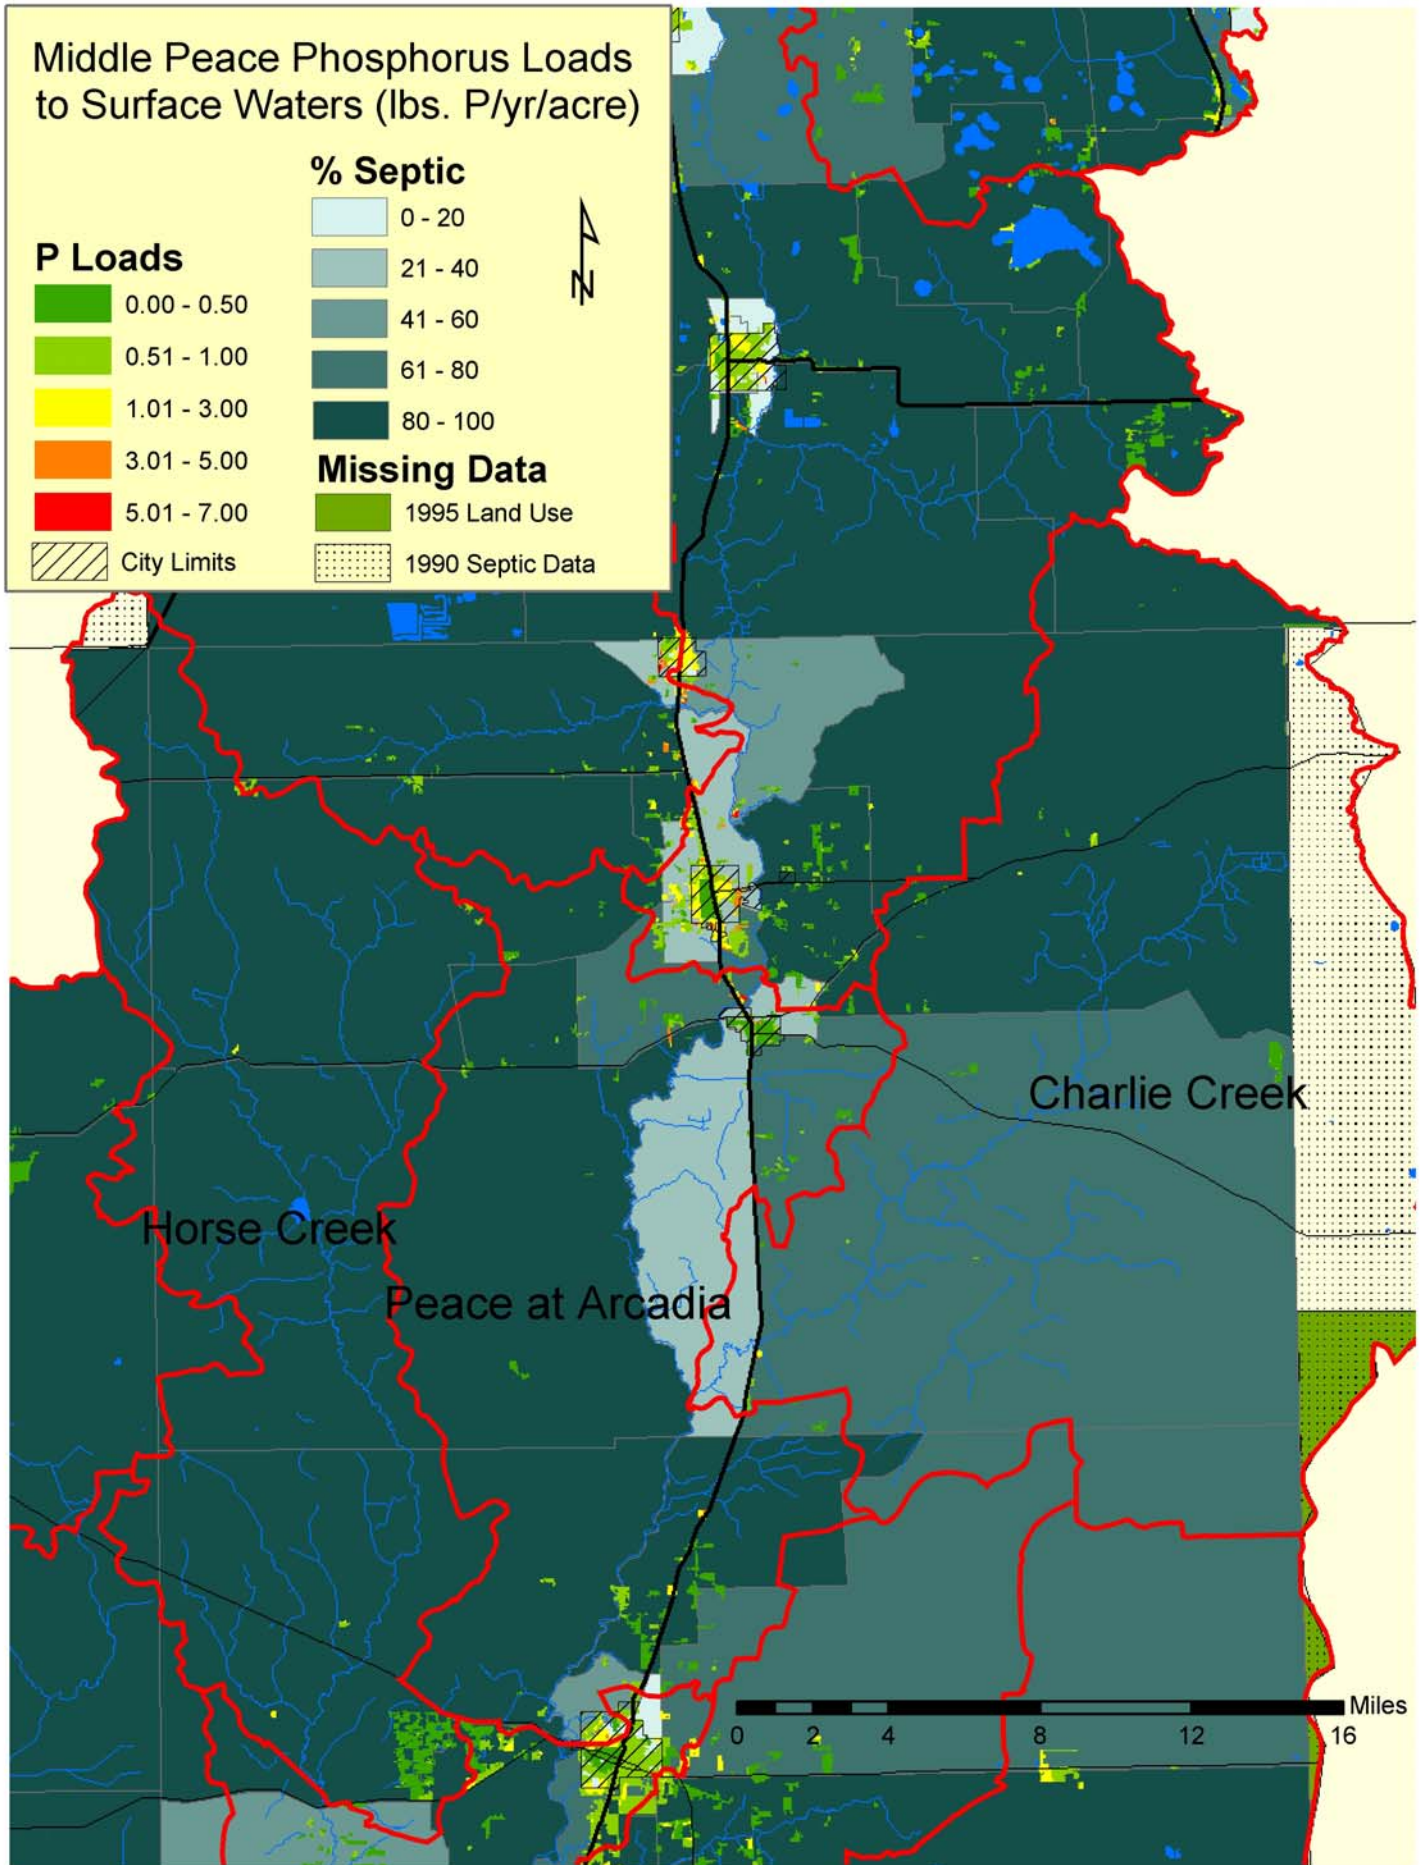 Middle Peace Phosphorus Loads
to Surface Waters (lbs. P/yr/acre)
% Septic
0 - 20
21 - 40
41 - 60
61 - 80
80 - 100
N
P Loads
0.00 - 0.50
0.51 - 1.00
1.01 - 3.00
3.01 - 5.00
5.01 - 7.00
City Limits
Missing Data
1995 Land Use
1990 Septic Data
Charlie Creek
Horse Creek
Peace at Arcadia
Miles
0 2 4 8 12 16